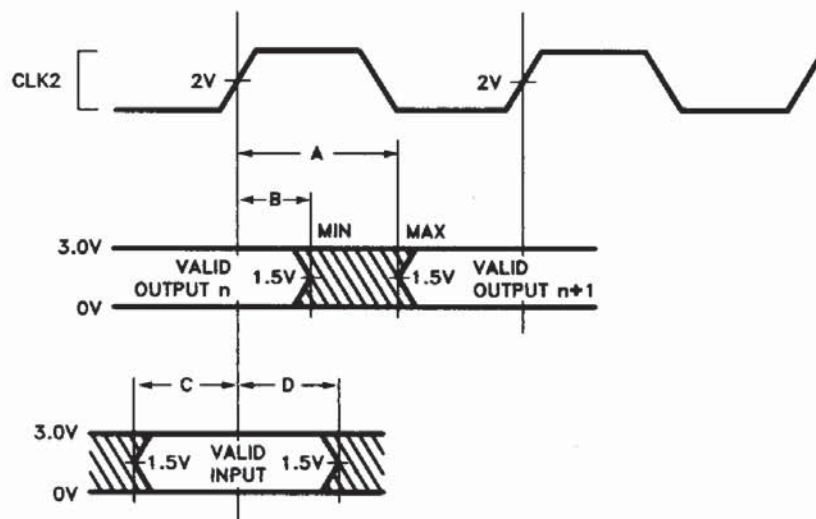 CLK2
2V
2V
A
B
MIN
MAX
3.0V
VALID
OUTPUT n
1.5V
1.5V
VALID
OUTPUT n+1
0V
C
D
3.0V
1.5V
VALID
INPUT
1.5V
0V